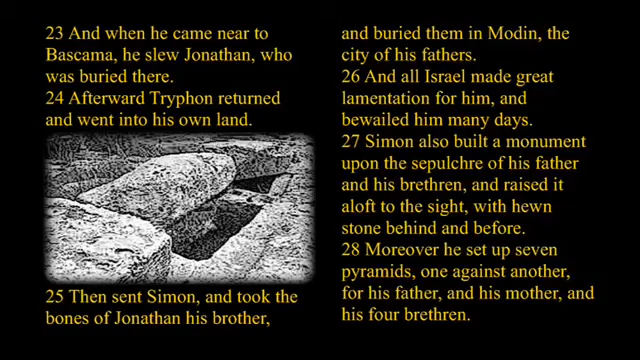 23 And when he came near to
Bascama, he slew Jonathan, who
was buried there.
24 Afterward Tryphon returned
and went into his own land.
25 Then sent Simon, and took the
bones of Jonathan his brother,
and buried them in Modin, the
city of his fathers.
26 And all Israel made great
lamentation for him, and
bewailed him many days.
27 Simon also built a monument
upon the sepulchre of his father
and his brethren, and raised it
aloft to the sight, with hewn
stone behind and before.
28 Moreover he set up seven
pyramids, one against another,
for his father, and his mother, and
his four brethren.